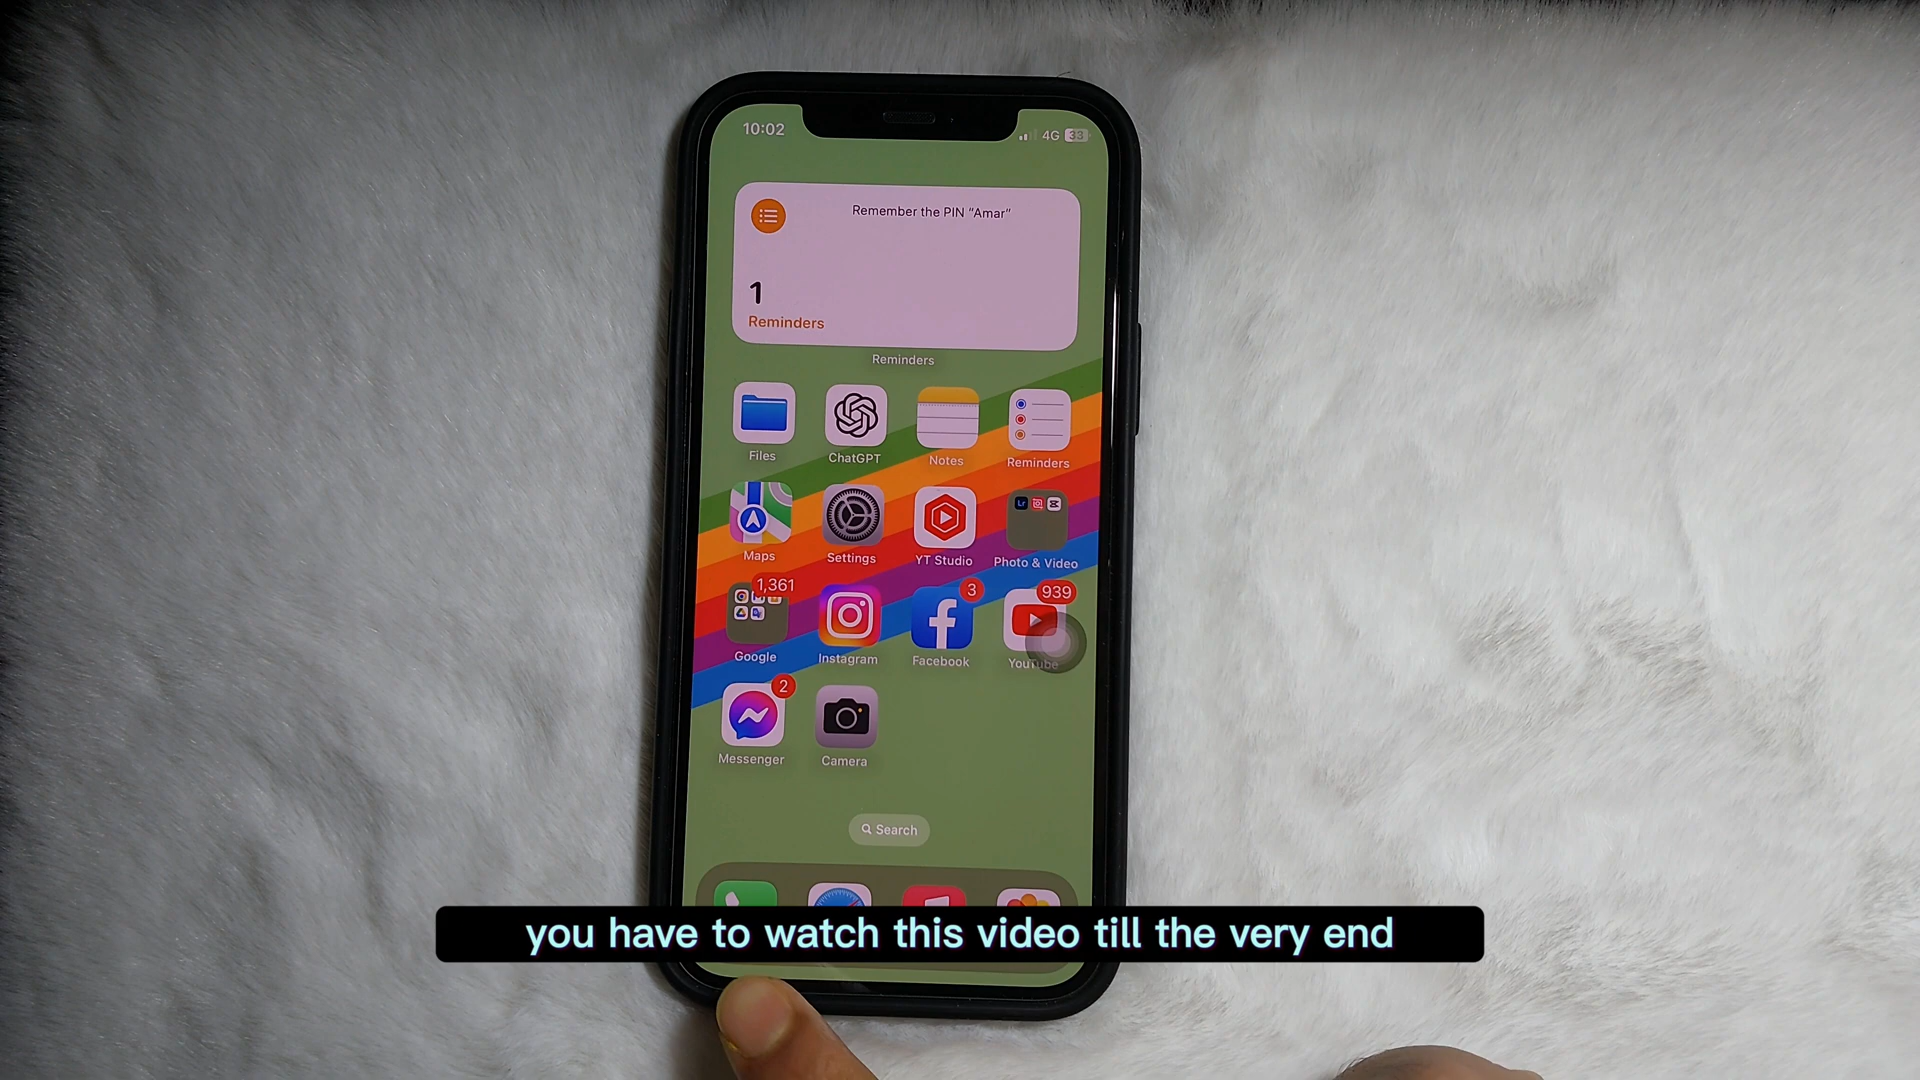 10:02
4G 33
Remember the PIN “Amar”
1
Reminders
Reminders
Files
ChatGPT
Notes
Reminders
Maps
Settings
YT Studio
Photo & Video
Lr
1,361
3
939
Google
Instagram
Facebook
YouTube
2
Messenger
Camera
Search
you have to watch this video till the very end